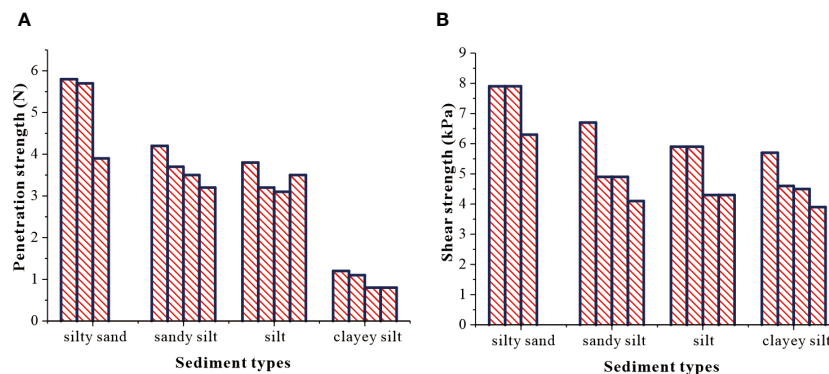 A
B
Penetration strength (N)
6
5
4
3
2
1
0
silty sand
sandy silt
silt
clayey silt
Sediment types
Shear strength (kPa)
9
8
7
6
5
4
3
2
1
0
silty sand
sandy silt
silt
clayey silt
Sediment types